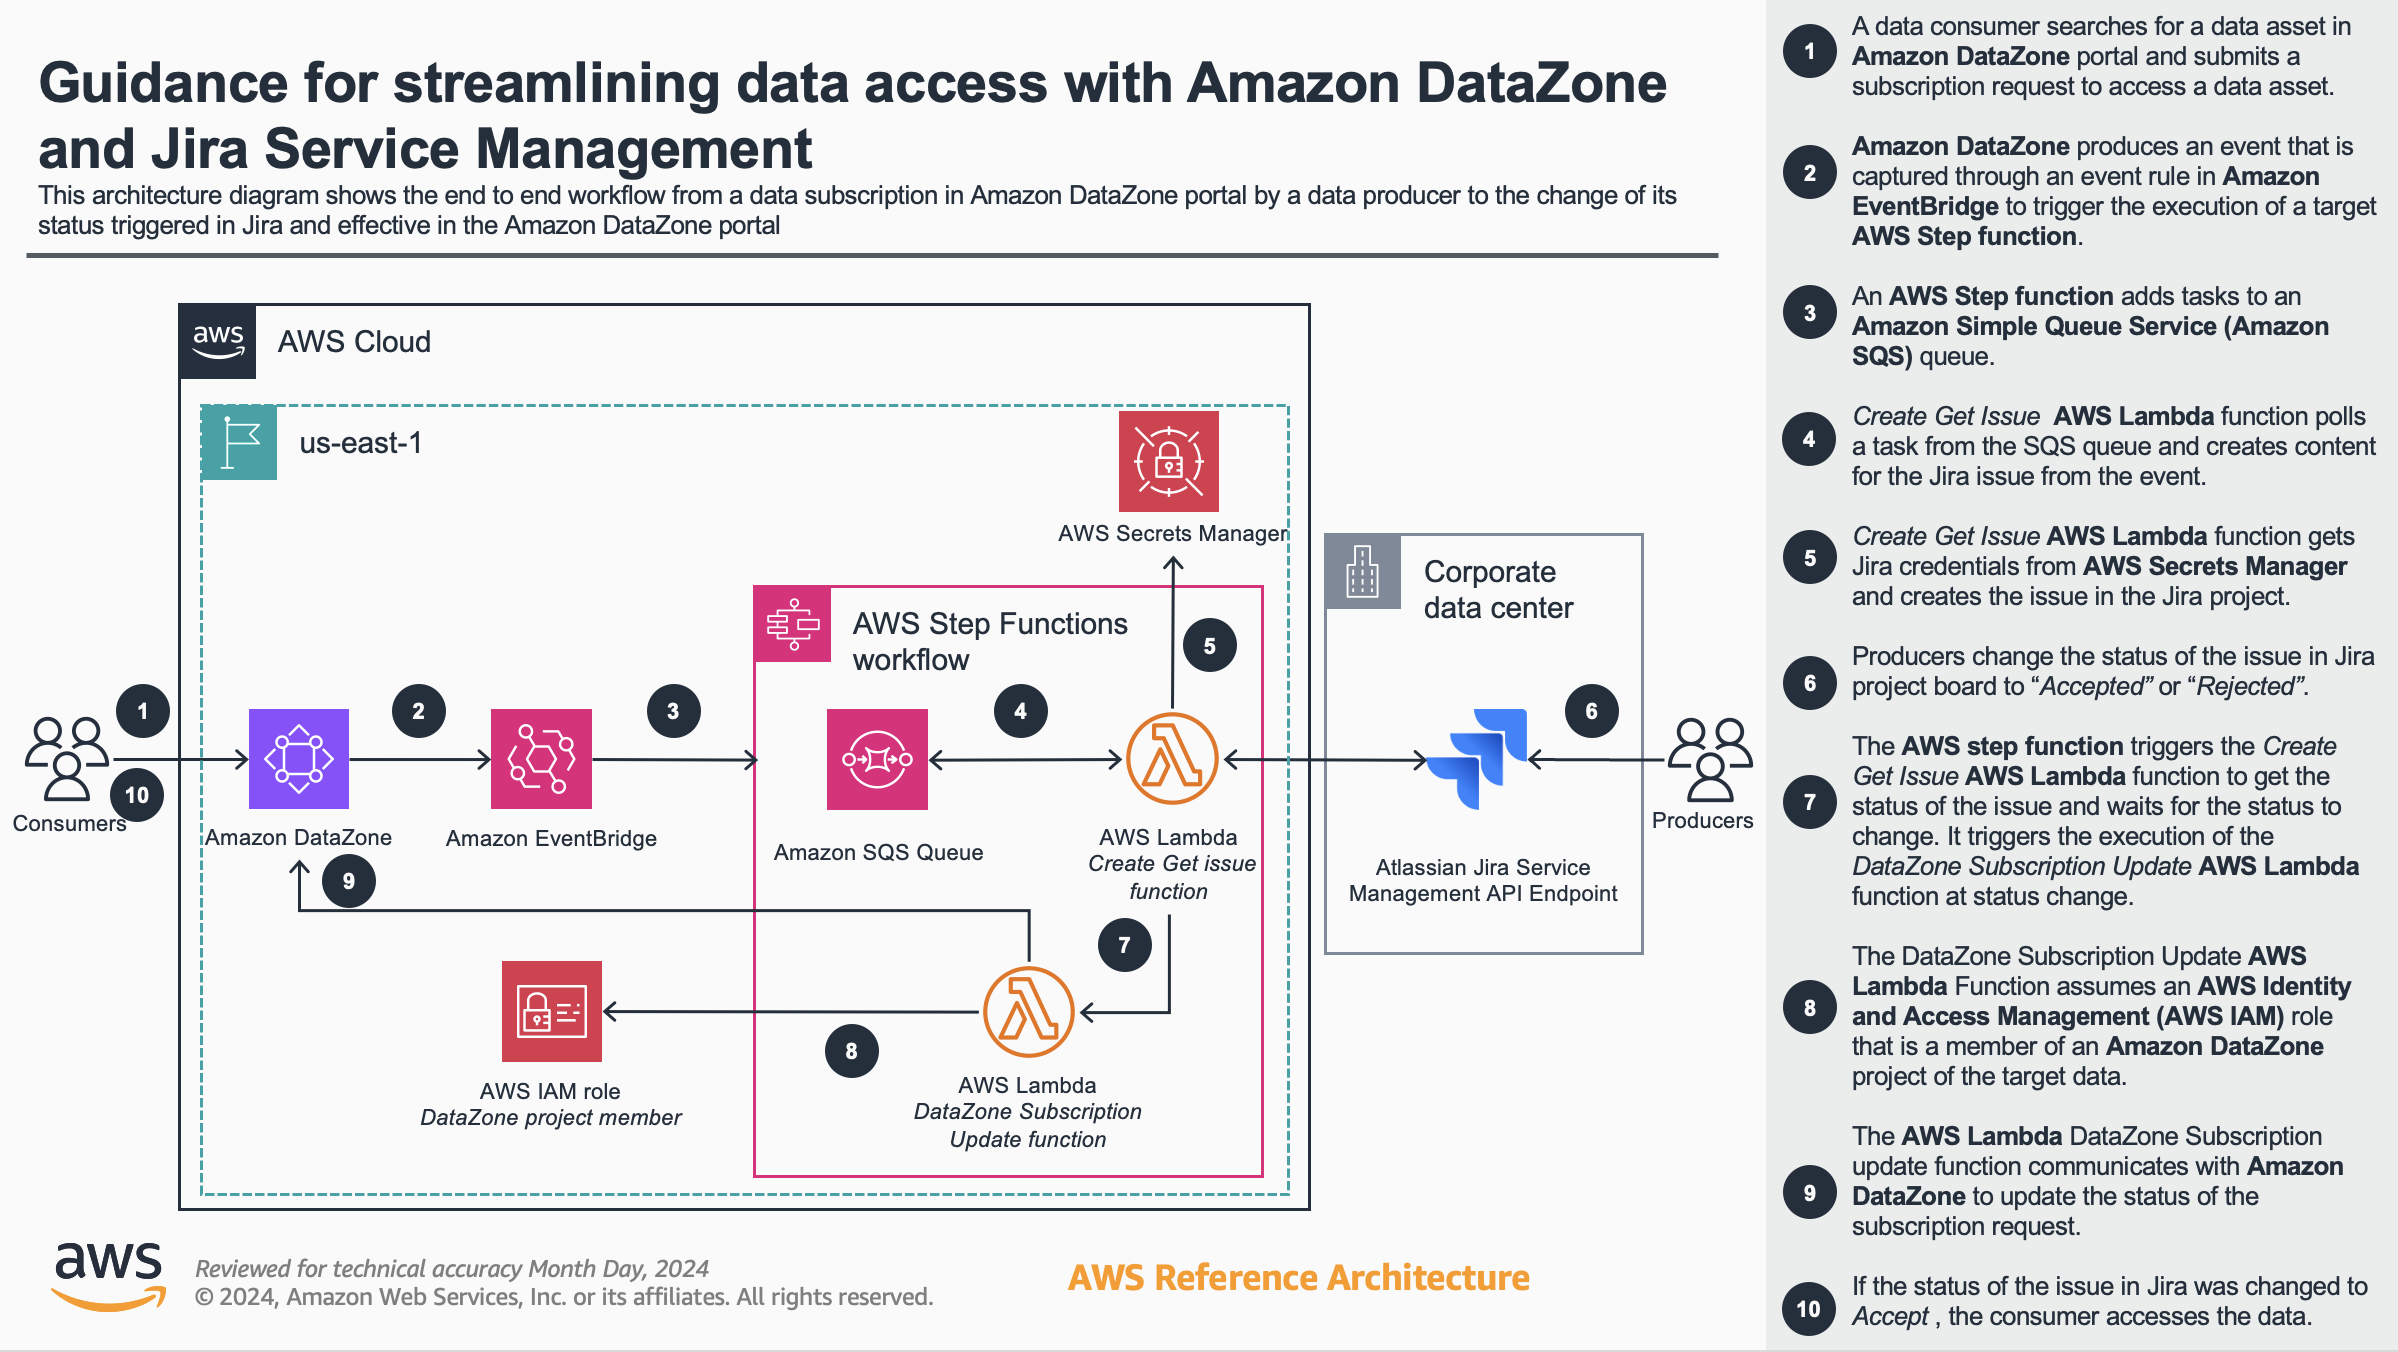 Guidance for streamlining data access with Amazon DataZone
and Jira Service Management
This architecture diagram shows the end to end workflow from a data subscription in Amazon DataZone portal by a data producer to the change of its
status triggered in Jira and effective in the Amazon DataZone portal
aws
AWS Cloud
us-east-1
AWS Secrets Manager
AWS Step Functions
workflow
5
Corporate
data center
1
2
3
4
6
10
Consumers
Amazon DataZone
Amazon EventBridge
Amazon SQS Queue
AWS Lambda
Create Get issue
function
Atlassian Jira Service
Management API Endpoint
Producers
9
7
8
AWS IAM role
DataZone project member
AWS Lambda
DataZone Subscription
Update function
aws
Reviewed for technical accuracy Month Day, 2024
© 2024, Amazon Web Services, Inc. or its affiliates. All rights reserved.
AWS Reference Architecture
1
A data consumer searches for a data asset in
Amazon DataZone portal and submits a
subscription request to access a data asset.
2
Amazon DataZone produces an event that is
captured through an event rule in Amazon
EventBridge to trigger the execution of a target
AWS Step function.
3
An AWS Step function adds tasks to an
Amazon Simple Queue Service (Amazon
SQS) queue.
4
Create Get Issue  AWS Lambda function polls
a task from the SQS queue and creates content
for the Jira issue from the event.
5
Create Get Issue AWS Lambda function gets
Jira credentials from AWS Secrets Manager
and creates the issue in the Jira project.
6
Producers change the status of the issue in Jira
project board to “Accepted” or “Rejected”.
7
The AWS step function triggers the Create
Get Issue AWS Lambda function to get the
status of the issue and waits for the status to
change. It triggers the execution of the
DataZone Subscription Update AWS Lambda
function at status change.
8
The DataZone Subscription Update AWS
Lambda Function assumes an AWS Identity
and Access Management (AWS IAM) role
that is a member of an Amazon DataZone
project of the target data.
9
The AWS Lambda DataZone Subscription
update function communicates with Amazon
DataZone to update the status of the
subscription request.
10
If the status of the issue in Jira was changed to
Accept , the consumer accesses the data.